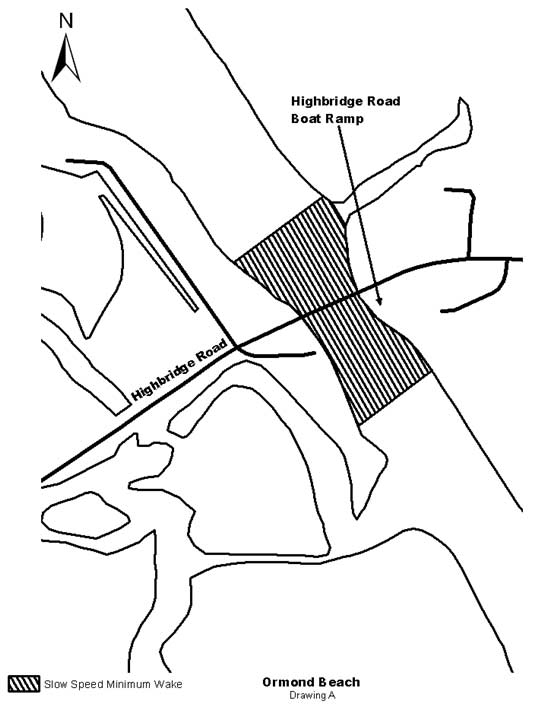 N
Highbridge Road
Boat Ramp
Highbridge Road
Slow Speed Minimum Wake
Ormond Beach
Drawing A